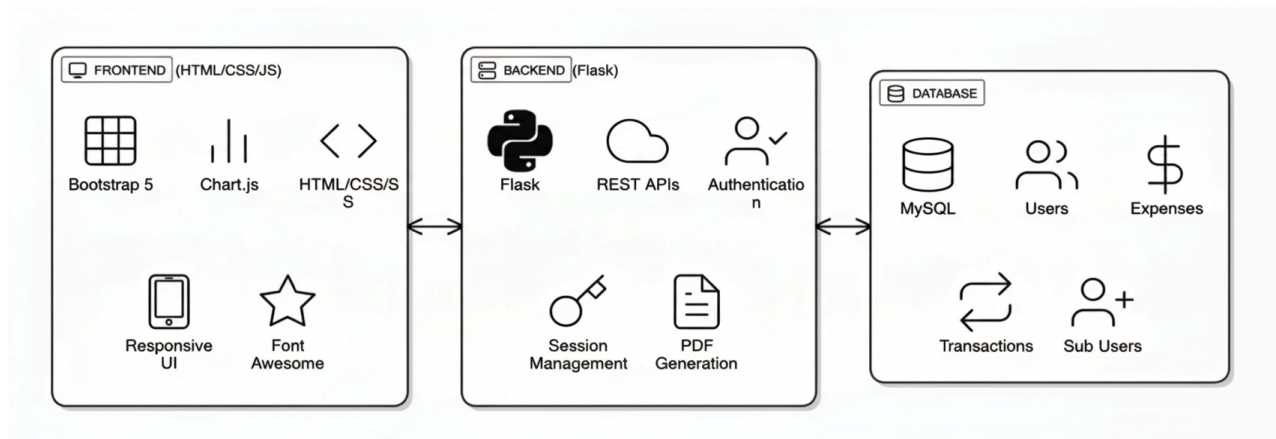 FRONTEND (HTML/CSS/JS)
Bootstrap 5
Chart.js
HTML/CSS/S
S
Responsive
UI
Font
Awesome
BACKEND (Flask)
Flask
REST APIs
Authenticatio
n
Session
Management
PDF
Generation
DATABASE
MySQL
Users
Expenses
Transactions
Sub Users